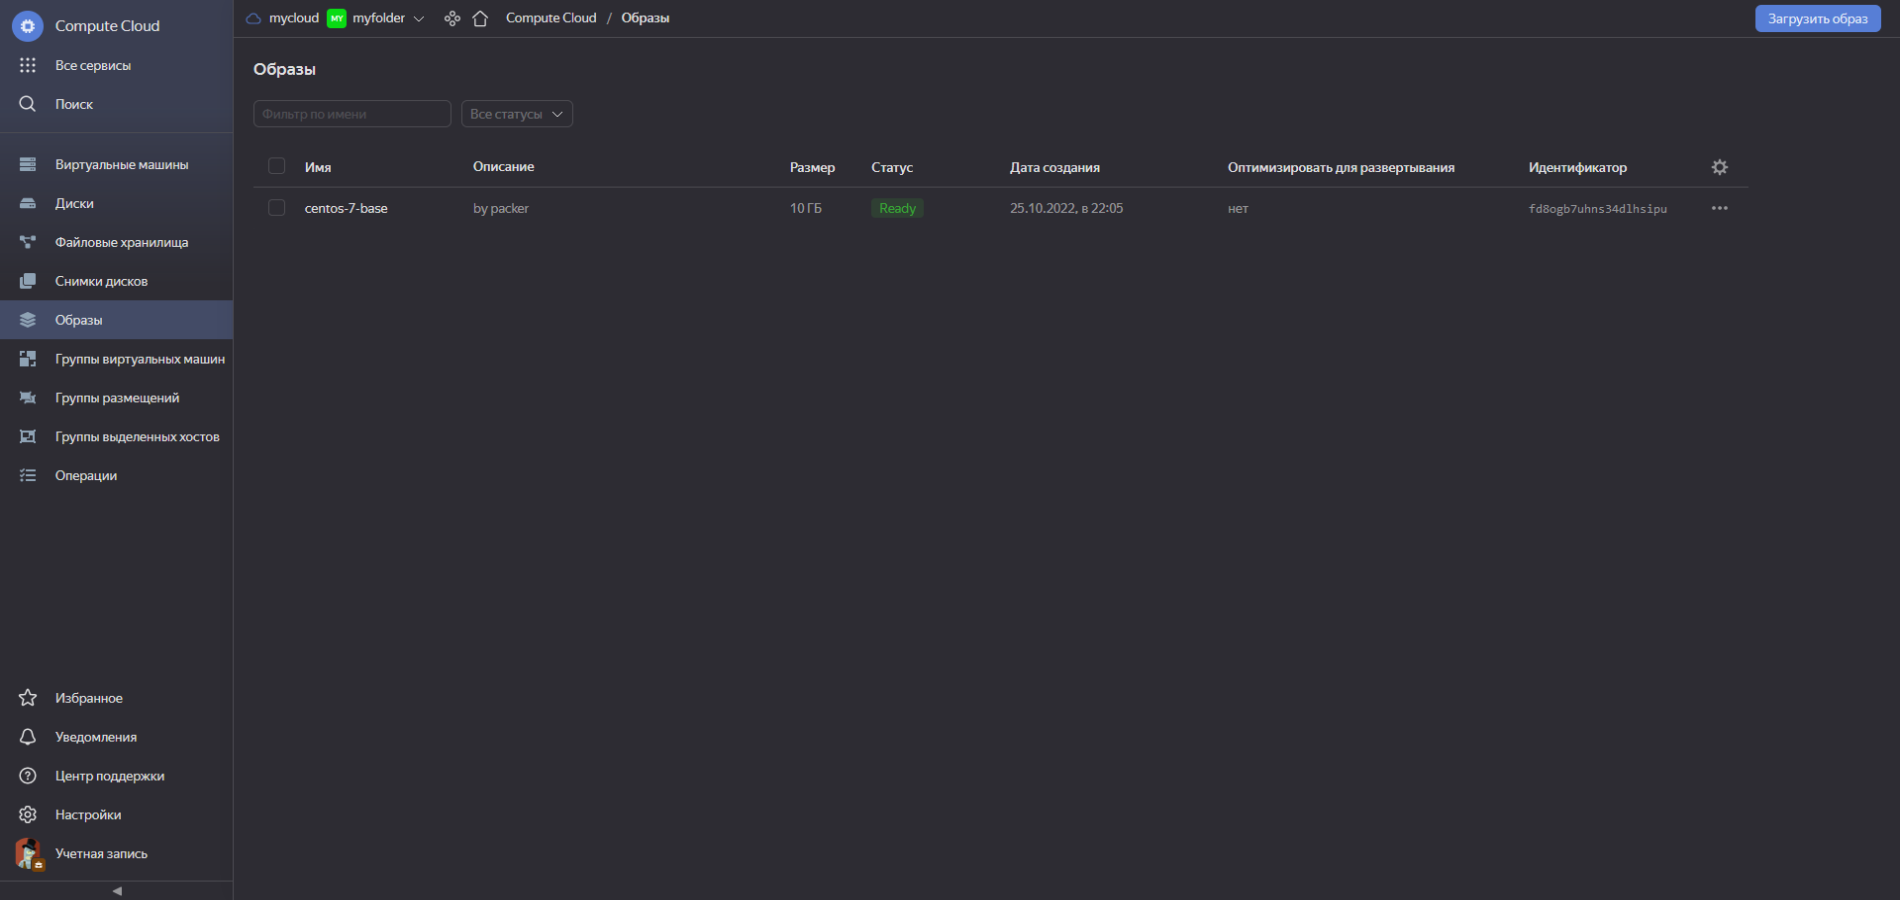 Compute Cloud
Все сервисы
Поиск
Виртуальные машины
Диски
Файловые хранилища
Снимки дисков
Образы
Группы виртуальных машин
Группы размещений
Группы выделенных хостов
Операции
Избранное
Уведомления
Центр поддержки
Настройки
Учетная запись
mycloud MY myfolder Compute Cloud / Образы
Загрузить образ
Образы
Фильтр по имени Все статусы
Имя Описание Размер Статус Дата создания Оптимизировать для развертывания Идентификатор
centos-7-base by packer 10 ГБ Ready 25.10.2022, в 22:05 нет fd8ogb7uhns34dlhsipu